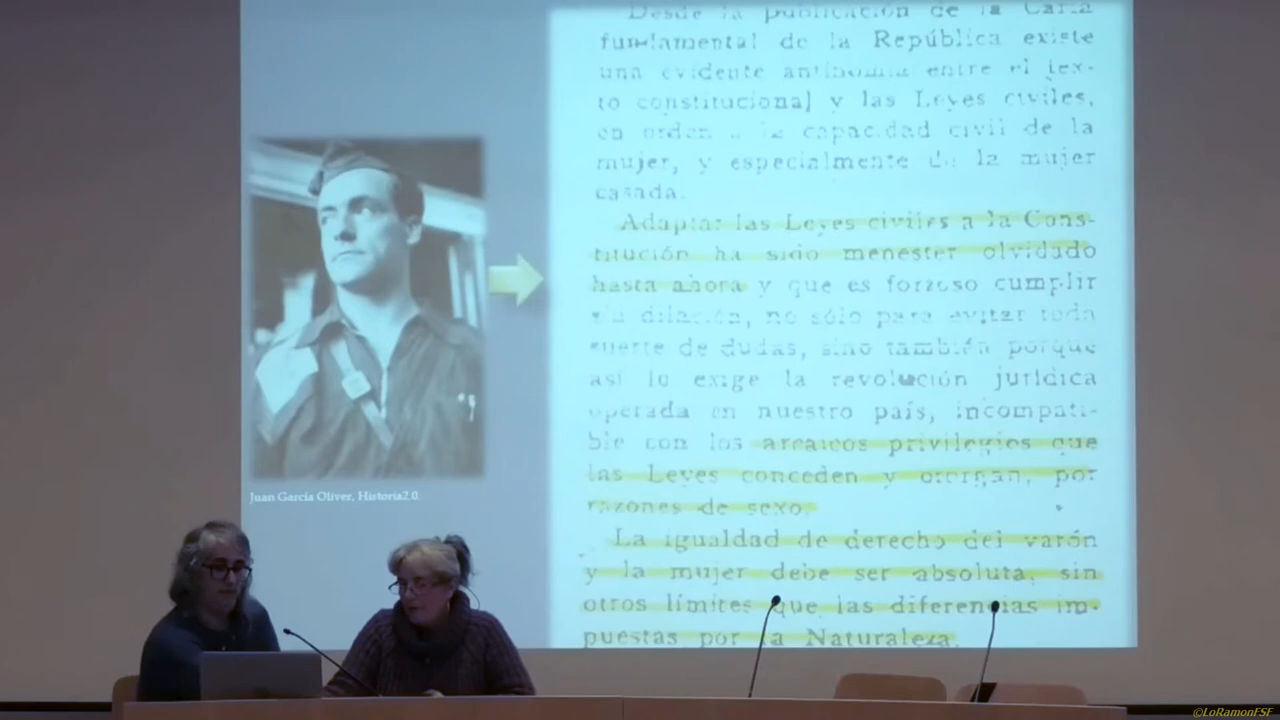 Desde la publicación de la Carta
fundamental de la República existe
una evidente antinomia entre el tex-
to constitucional y las Leyes civiles,
en orden a la capacidad civil de la
mujer, y especialmente de la mujer
casada.
Adaptar las Leyes civiles a la Cons-
titución ha sido menester olvidado
hasta ahora y que es forzoso cumplir
sin dilación, no sólo para evitar toda
suerte de dudas, sino también porque
así lo exige la revolución jurídica
operada en nuestro país, incompati-
ble con los arcaicos privilegios que
las Leyes conceden y otorgan, por
razones de sexo.
La igualdad de derecho del varón
y la mujer debe ser absoluta, sin
otros límites que las diferencias im-
puestas por la Naturaleza.
Juan García Oliver, Historia2.0
©LoRamonFSF